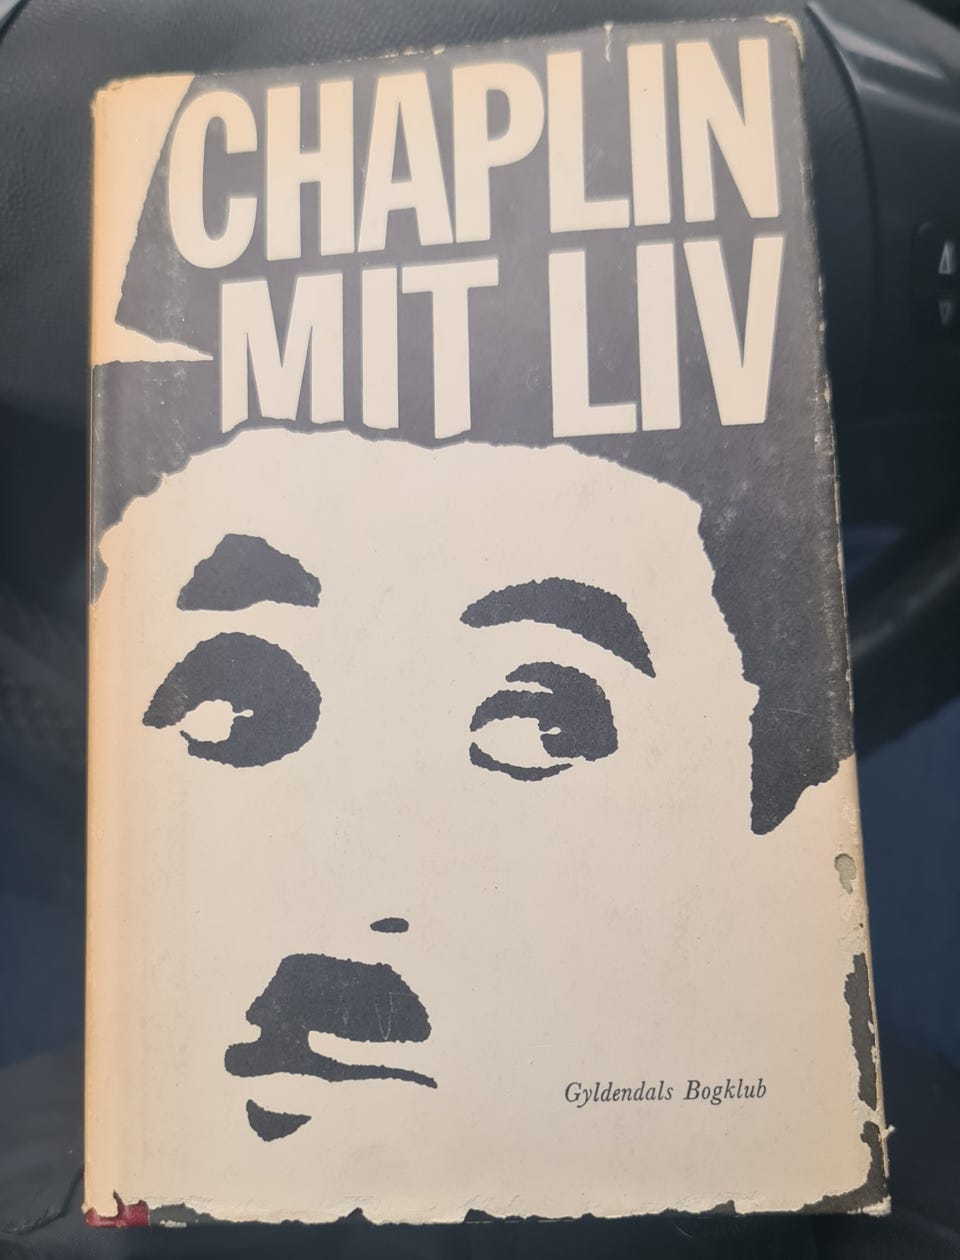 CHAPLIN
MIT LIV
Gyldendals Bogklub